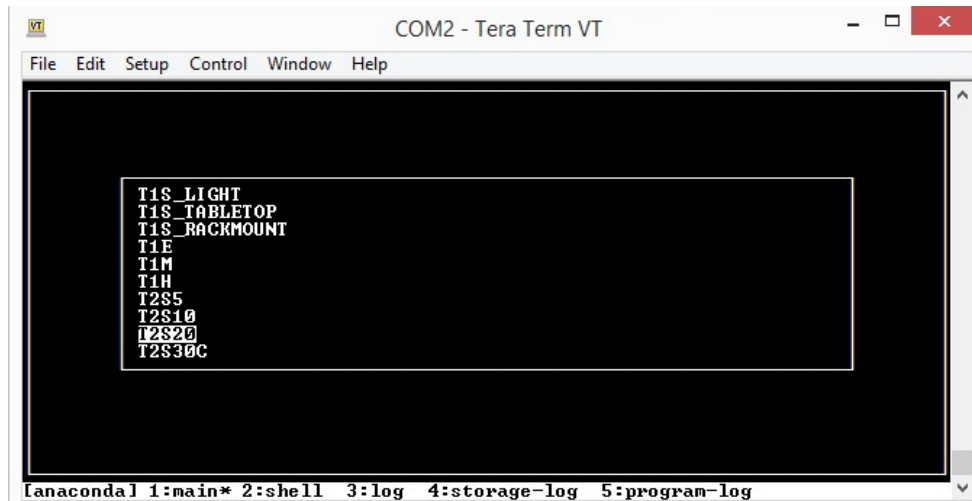 VT
COM2 - Tera Term VT
File Edit Setup Control Window Help
T1S_LIGHT
T1S_TABLETOP
T1S_RACKMOUNT
T1E
T1M
T1H
T2S5
T2S10
T2S20
T2S30C
[anaconda] 1:main* 2:shell 3:log 4:storage-log 5:program-log